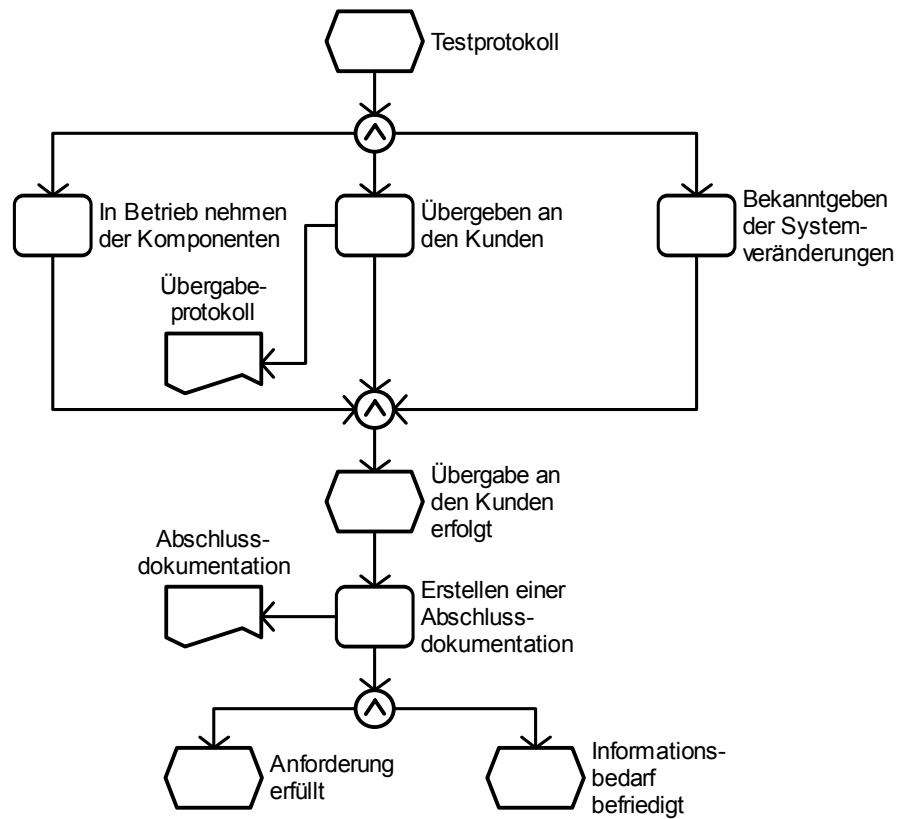 Testprotokoll
In Betrieb nehmen
der Komponenten
Übergeben an
den Kunden
Bekanntgeben
der System-
veränderungen
Übergabe-
protokoll
Übergabe an
den Kunden
erfolgt
Abschluss-
dokumentation
Erstellen einer
Abschluss-
dokumentation
Anforderung
erfüllt
Informations-
bedarf
befriedigt